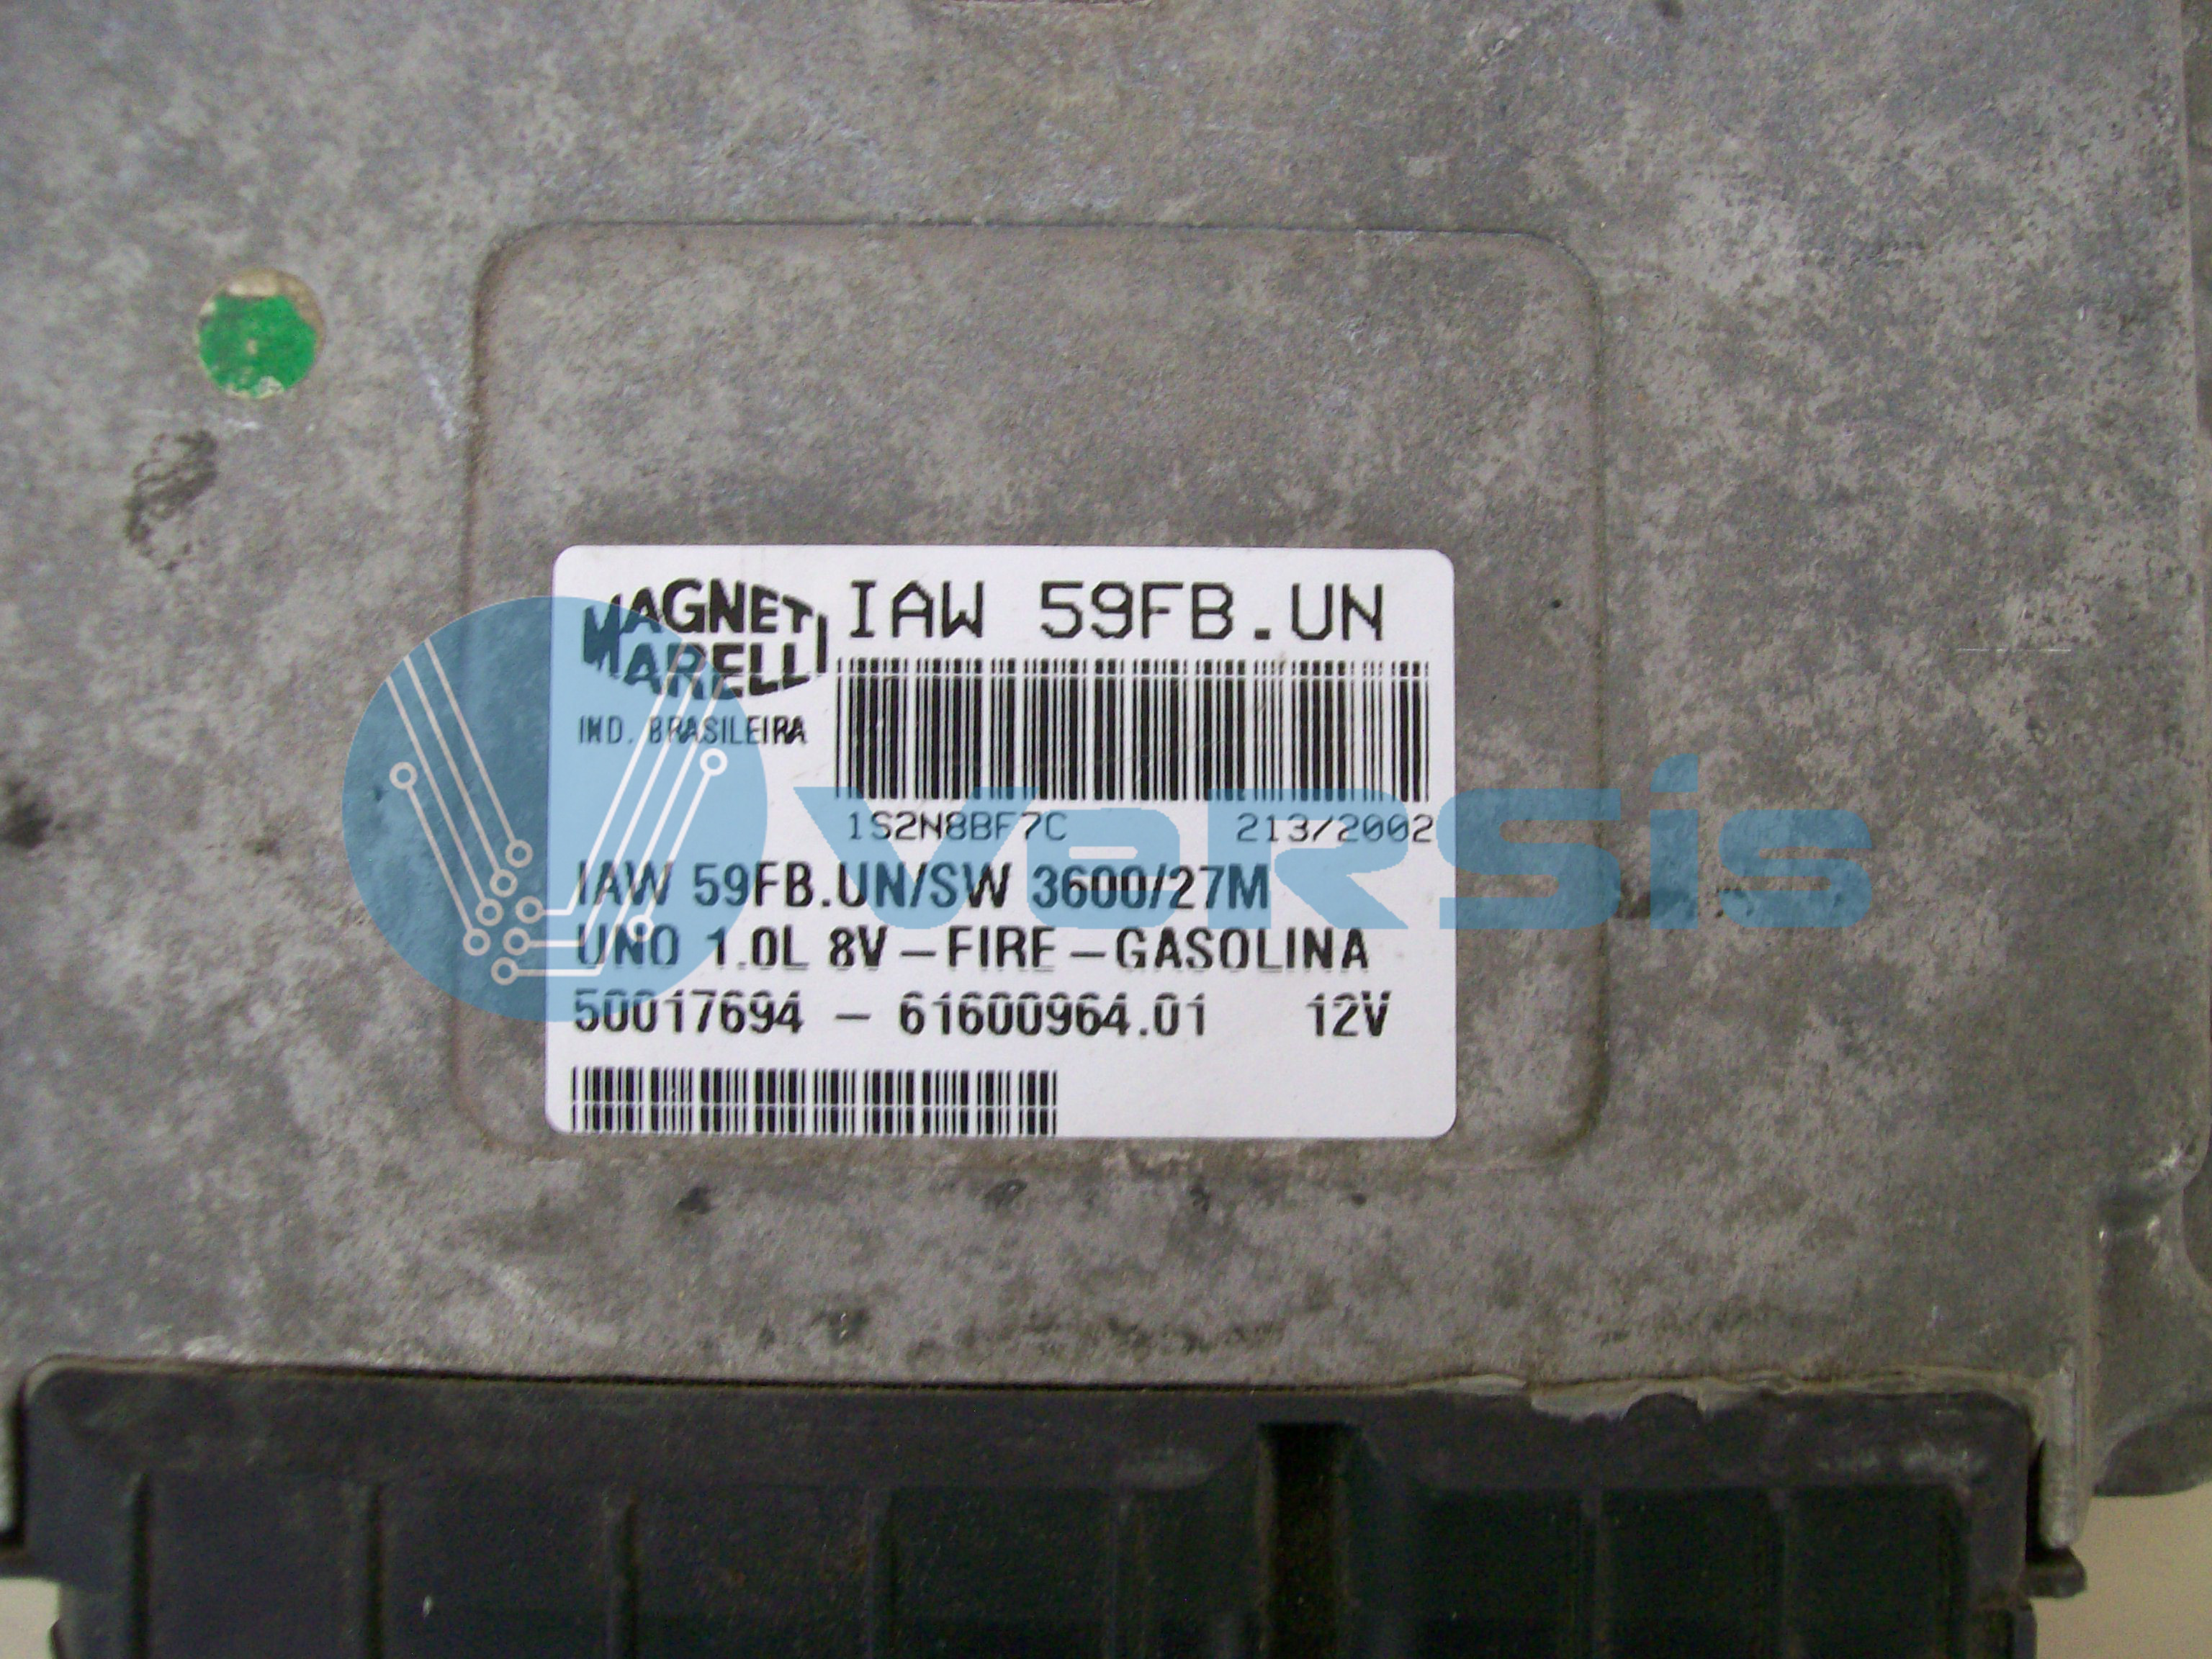 MAGNETI IAW 59FB.UN
MARELLI
IND. BRASILEIRA
1S2N8BF7C 213/2002
IAW 59FB.UN/SW 3600/27M
UNO 1.0L 8V – FIRE – GASOLINA
50017694 – 61600964.01 12V
VeRSis